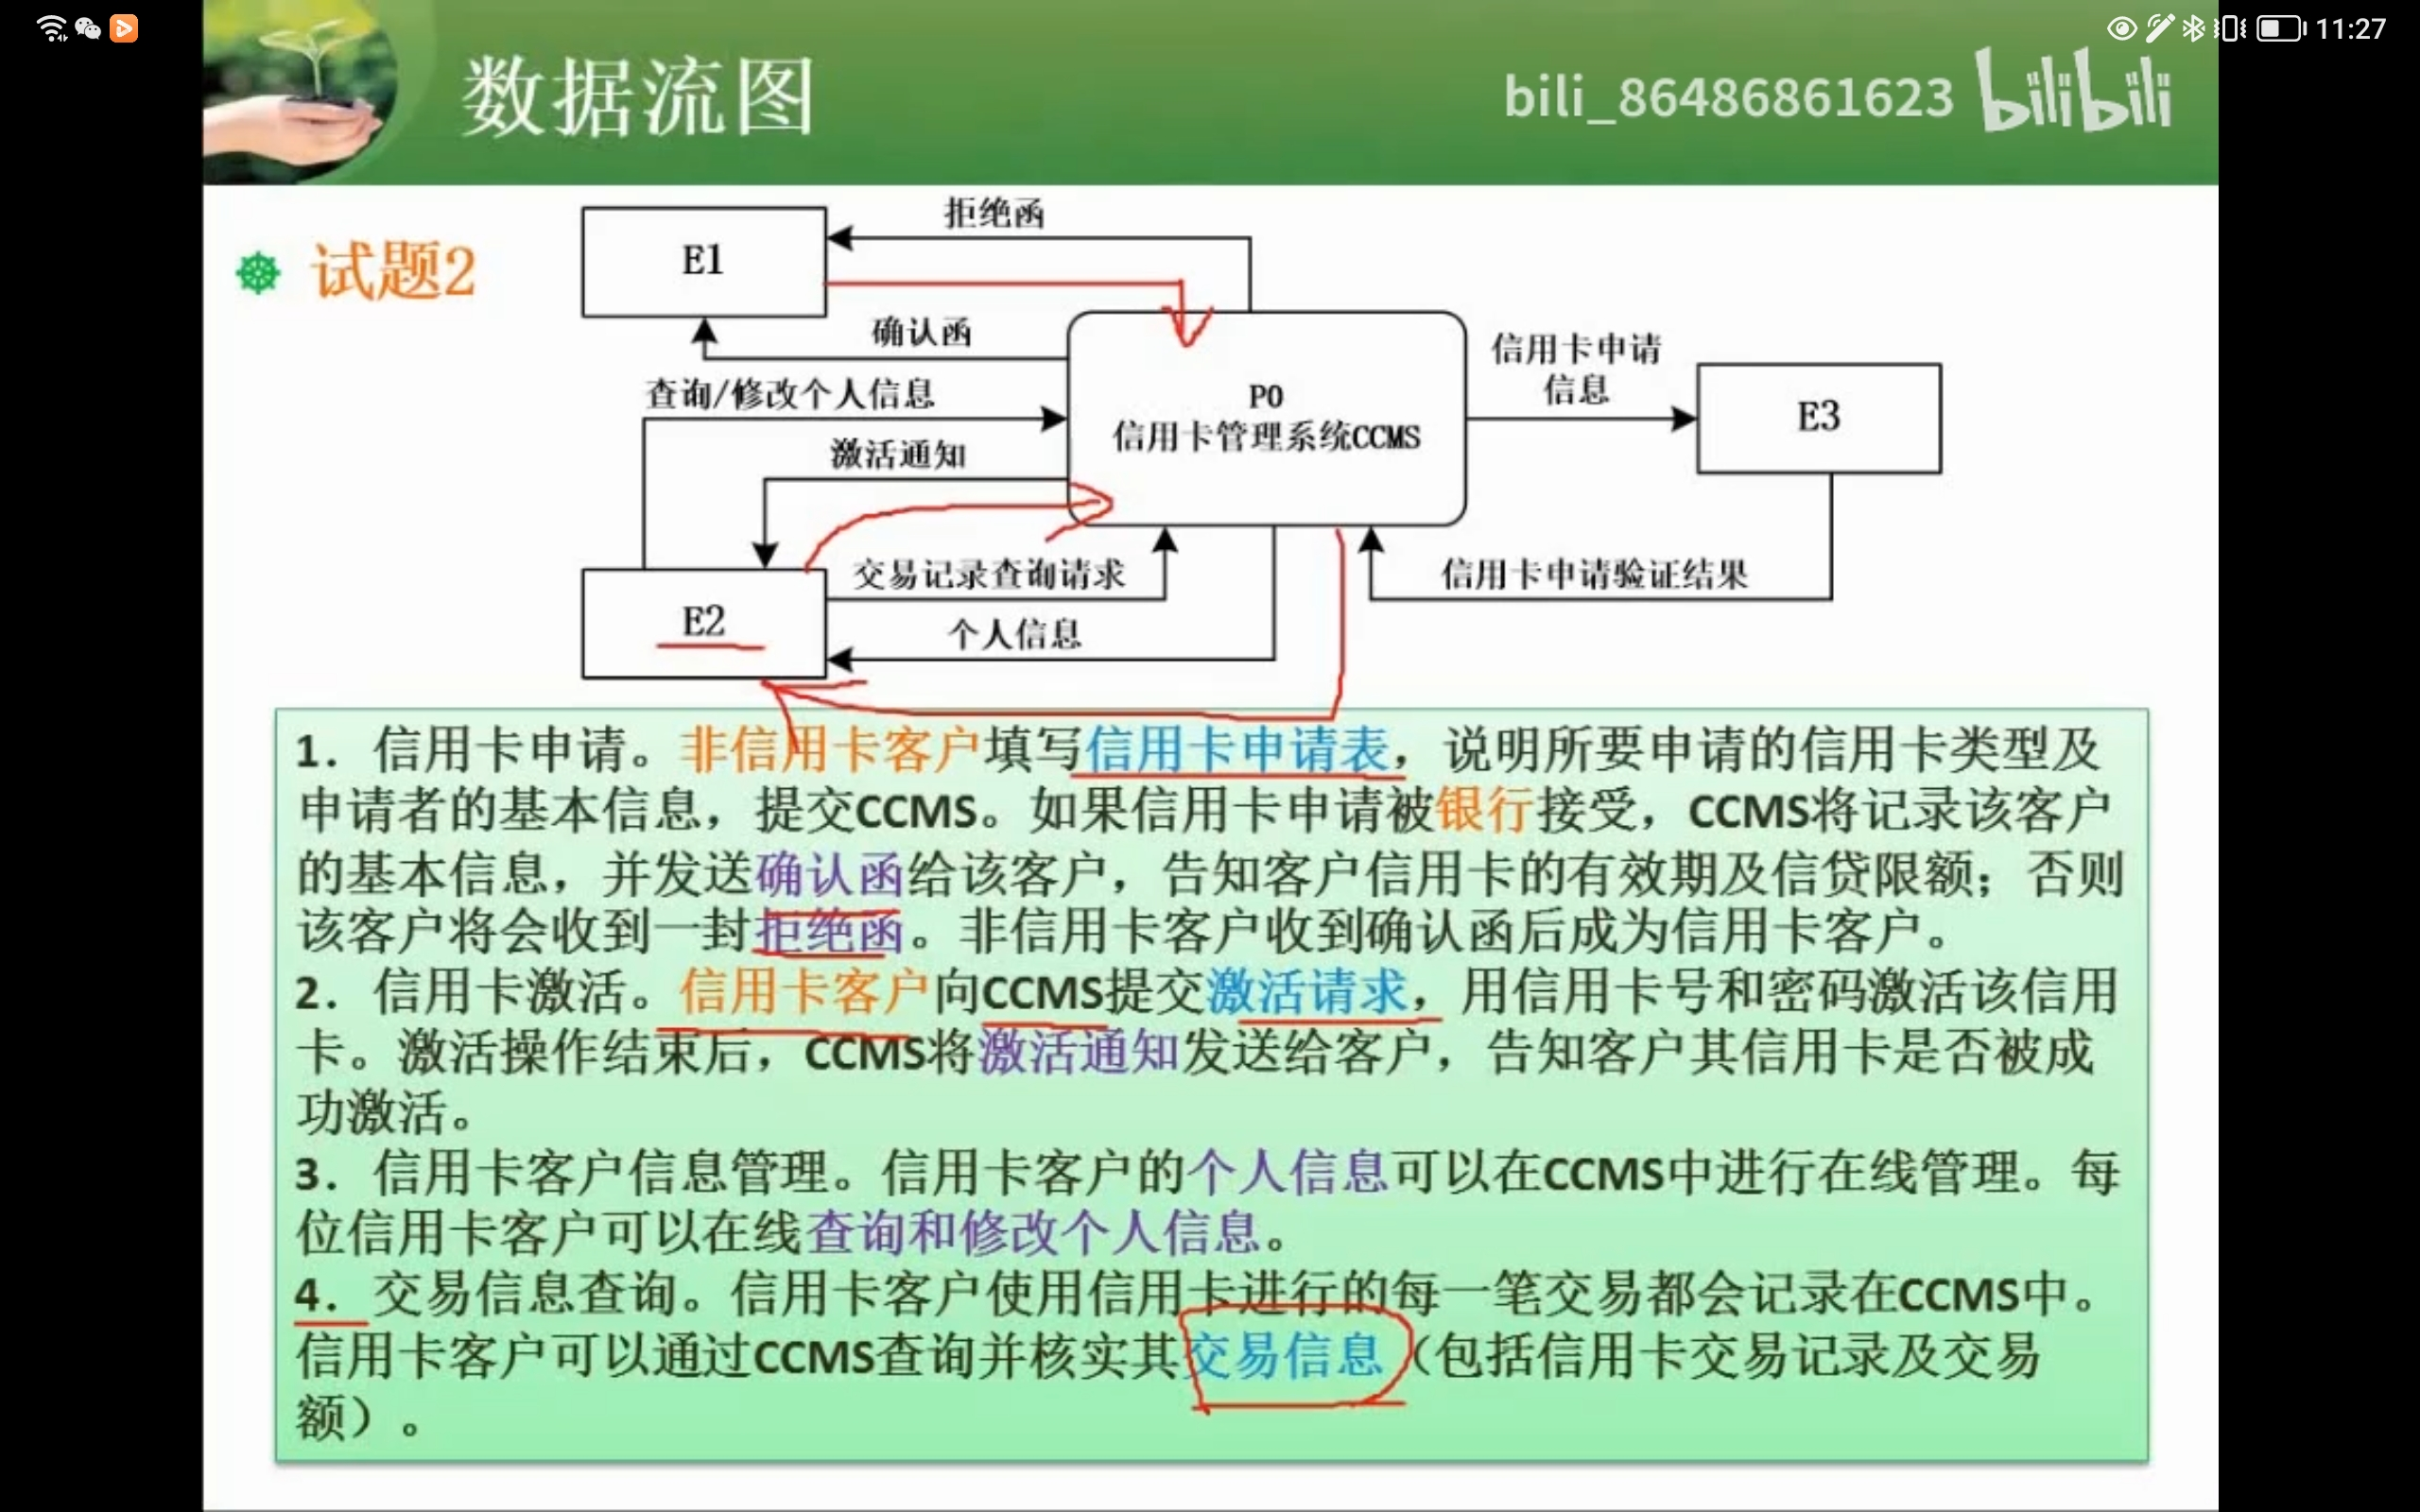 11:27
数据流图
bili_86486861623 bilibili
试题2
拒绝函
E1
确认函
信用卡申请
信息
查询/修改个人信息
P0
信用卡管理系统CCMS
E3
激活通知
交易记录查询请求
信用卡申请验证结果
E2
个人信息
1．信用卡申请。非信用卡客户填写信用卡申请表，说明所要申请的信用卡类型及
申请者的基本信息，提交CCMS。如果信用卡申请被银行接受，CCMS将记录该客户
的基本信息，并发送确认函给该客户，告知客户信用卡的有效期及信贷限额；否则
该客户将会收到一封拒绝函。非信用卡客户收到确认函后成为信用卡客户。
2．信用卡激活。信用卡客户向CCMS提交激活请求，用信用卡号和密码激活该信用
卡。激活操作结束后，CCMS将激活通知发送给客户，告知客户其信用卡是否被成
功激活。
3．信用卡客户信息管理。信用卡客户的个人信息可以在CCMS中进行在线管理。每
位信用卡客户可以在线查询和修改个人信息。
4．交易信息查询。信用卡客户使用信用卡进行的每一笔交易都会记录在CCMS中。
信用卡客户可以通过CCMS查询并核实其交易信息（包括信用卡交易记录及交易
额）。